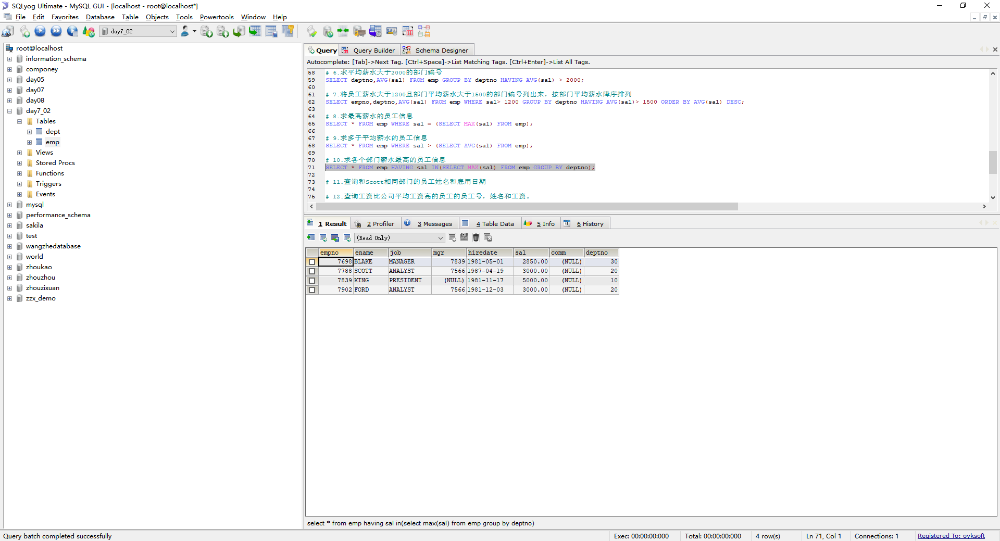 SQLyog Ultimate - MySQL GUI - [localhost - root@localhost*]
File Edit Favorites Database Table Objects Tools Powertools Window Help
day7_02
root@localhost
information_schema
componey
day05
day07
day08
day7_02
Tables
dept
emp
Views
Stored Procs
Functions
Triggers
Events
mysql
performance_schema
sakila
test
wangzhedatabase
world
zhoukao
zhouzhou
zhouzixuan
zzx_demo
Query Query Builder Schema Designer
Autocomplete: [Tab]->Next Tag. [Ctrl+Space]->List Matching Tags. [Ctrl+Enter]->List All Tags.
58 # 6.求平均薪水大于2000的部门编号
59 SELECT deptno,AVG(sal) FROM emp GROUP BY deptno HAVING AVG(sal) > 2000;
60
61 # 7.将员工薪水大于1200且部门平均薪水大于1500的部门编号列出来，按部门平均薪水降序排列
62 SELECT empno,deptno,AVG(sal) FROM emp WHERE sal> 1200 GROUP BY deptno HAVING AVG(sal)> 1500 ORDER BY AVG(sal) DESC;
63
64 # 8.求最高薪水的员工信息
65 SELECT * FROM emp WHERE sal = (SELECT MAX(sal) FROM emp);
66
67 # 9.求多于平均薪水的员工信息
68 SELECT * FROM emp WHERE sal > (SELECT AVG(sal) FROM emp);
69
70 # 10.求各个部门薪水最高的员工信息
71 SELECT * FROM emp HAVING sal IN(SELECT MAX(sal) FROM emp GROUP BY deptno);
72
73 # 11.查询和Scott相同部门的员工姓名和雇用日期
74
75 # 12.查询工资比公司平均工资高的员工的员工号，姓名和工资。
1 Result 2 Profiler 3 Messages 4 Table Data 5 Info 6 History
(Read Only)
empno ename job mgr hiredate sal comm deptno
7698 BLAKE MANAGER 7839 1981-05-01 2850.00 (NULL) 30
7788 SCOTT ANALYST 7566 1987-04-19 3000.00 (NULL) 20
7839 KING PRESIDENT (NULL) 1981-11-17 5000.00 (NULL) 10
7902 FORD ANALYST 7566 1981-12-03 3000.00 (NULL) 20
select * from emp having sal in(select max(sal) from emp group by deptno)
Query batch completed successfully Exec: 00:00:00:000 Total: 00:00:00:000 4 row(s) Ln 71, Col 1 Connections: 1 Registered To: oyksoft